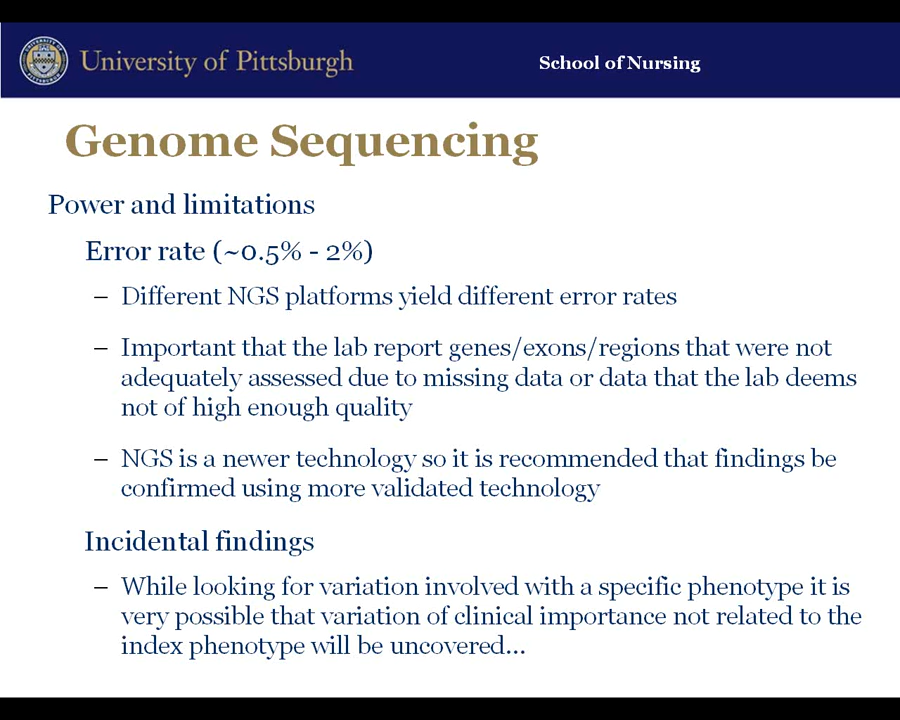 University of Pittsburgh
School of Nursing
Genome Sequencing
Power and limitations
Error rate (~0.5% - 2%)
– Different NGS platforms yield different error rates
– Important that the lab report genes/exons/regions that were not
adequately assessed due to missing data or data that the lab deems
not of high enough quality
– NGS is a newer technology so it is recommended that findings be
confirmed using more validated technology
Incidental findings
– While looking for variation involved with a specific phenotype it is
very possible that variation of clinical importance not related to the
index phenotype will be uncovered...